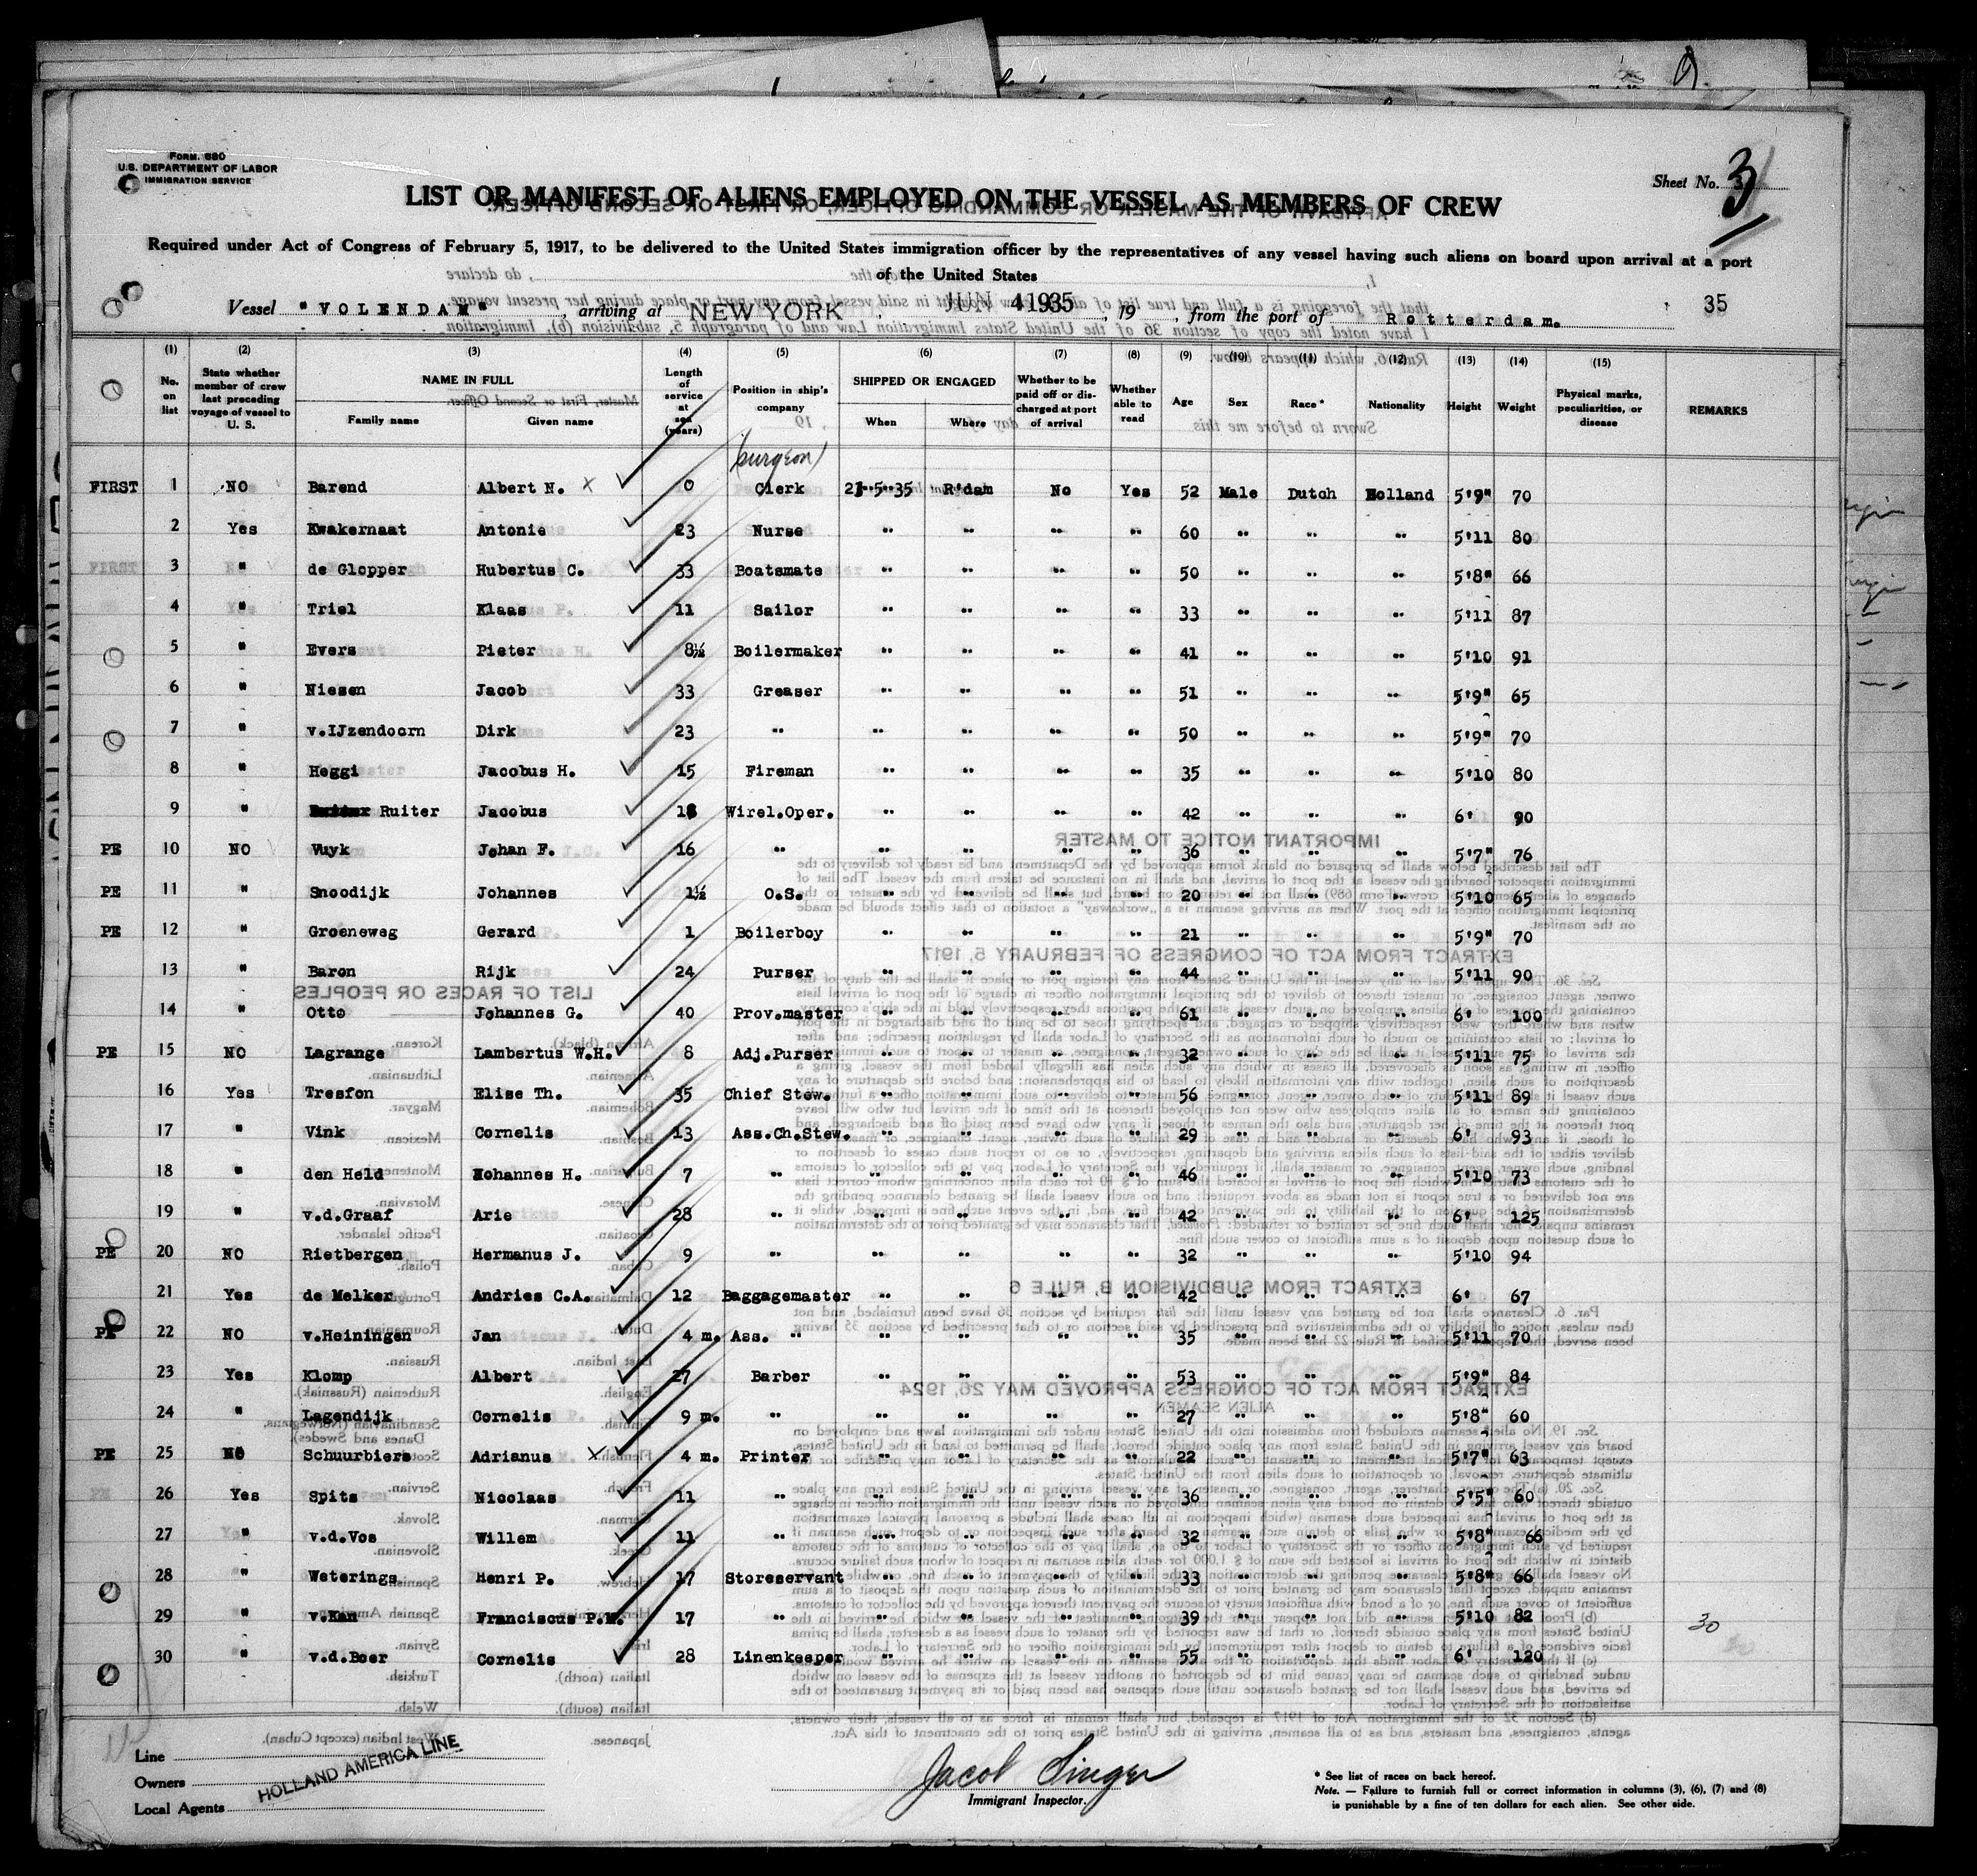 FORM. 680
U.S. DEPARTMENT OF LABOR
IMMIGRATION SERVICE
Sheet No. 3
LIST OR MANIFEST OF ALIENS EMPLOYED ON THE VESSEL AS MEMBERS OF CREW
Required under Act of Congress of February 5, 1917, to be delivered to the United States immigration officer by the representatives of any vessel having such aliens on board upon arrival at a port
of the United States
Vessel "VOLENDAM", arriving at NEW YORK, JUN 4 1935, 19 , from the port of Rotterdam. 35
(1) No. on list
(2) State whether member of crew last preceding voyage of vessel to U. S.
(3) NAME IN FULL Family name Given name
(4) Length of service at sea (years)
(5) Position in ship's company
(6) SHIPPED OR ENGAGED When Where
(7) Whether to be paid off or discharged at port of arrival
(8) Whether able to read
(9) Age
(10) Sex
(11) Race*
(12) Nationality
(13) Height
(14) Weight
(15) Physical marks, peculiarities, or disease
REMARKS
(surgeon)
FIRST 1 NO Barend Albert N. x 0 Clerk 23"5"35 R'dam No Yes 52 Male Dutch Holland 5'9" 70
2 Yes Kwakernaat Antonie 23 Nurse " " " " 60 " " " 5'11 80
3 " de Glopper Hubertus C. 33 Boatsmate " " " " 50 " " " 5'8" 66
4 " Triel Klaas 11 Sailor " " " " 33 " " " 5'11 87
5 " Evers Pieter 8½ Boilermaker " " " " 41 " " " 5'10 91
6 " Niesen Jacob 33 Greaser " " " " 51 " " " 5'9" 65
7 " v.IJzendoorn Dirk 23 " " " " " 50 " " " 5'9" 70
8 " Heggi Jacobus H. 15 Fireman " " " " 35 " " " 5'10 80
9 " Ruiter Jacobus 18 Wirel.Oper. " " " " 42 " " " 6' 90
PE 10 NO Vuyk Johan F. 16 " " " " " 36 " " " 5'7" 76
PE 11 " Snoodijk Johannes 1½ O.S. " " " " 20 " " " 5'10 65
PE 12 " Groeneweg Gerard 1 Boilerboy " " " " 21 " " " 5'9" 70
13 " Baron Rijk 24 Purser " " " " 44 " " " 5'11 90
14 " Otto Johannes G. 40 Prov.master " " " " 61 " " " 6' 100
PE 15 NO Lagrange Lambertus W.H. 8 Adj.Purser " " " " 32 " " " 5'11 75
16 Yes Tresfon Elise Th. 35 Chief Stew. " " " " 56 " " " 5'11 89
17 " Vink Cornelis 13 Ass.Ch.Stew. " " " " 29 " " " 6' 93
18 " den Held Johannes H. 7 " " " " " 46 " " " 5'10 73
19 " v.d.Graaf Arie 28 " " " " " 42 " " " 6' 125
PE 20 NO Rietbergen Hermanus J. 9 " " " " " 32 " " " 5'10 94
21 Yes de Melker Andries C.A. 12 Baggagemaster " " " " 42 " " " 6' 67
PE 22 NO v.Heiningen Jan 4 m. Ass. " " " " " 35 " " " 5'11 70
23 Yes Klomp Albert 27 Barber " " " " 53 " " " 5'9" 84
24 " Lagendijk Cornelis 9 m. " " " " " 27 " " " 5'8" 60
PE 25 NO Schuurbiers Adrianus x 4 m. Printer " " " " 22 " " " 5'7" 63
26 Yes Spits Nicolaas 11 " " " " " 36 " " " 5'5" 60
27 " v.d.Vos Willem 11 " " " " " 32 " " " 5'8" 66
28 " Weterings Henri P. 17 Storeservant " " " " 33 " " " 5'8" 66
29 " v.Kan Franciscus P.M. 17 " " " " " 39 " " " 5'10 82 30
30 " v.d.Boer Cornelis 28 Linenkeeper " " " " 55 " " " 6' 120
Line
Owners HOLLAND AMERICA LINE
Local Agents
Jacob Singer
Immigrant Inspector.
* See list of races on back hereof.
Note. — Failure to furnish full or correct information in columns (3), (6), (7) and (8)
is punishable by a fine of ten dollars for each alien. See other side.